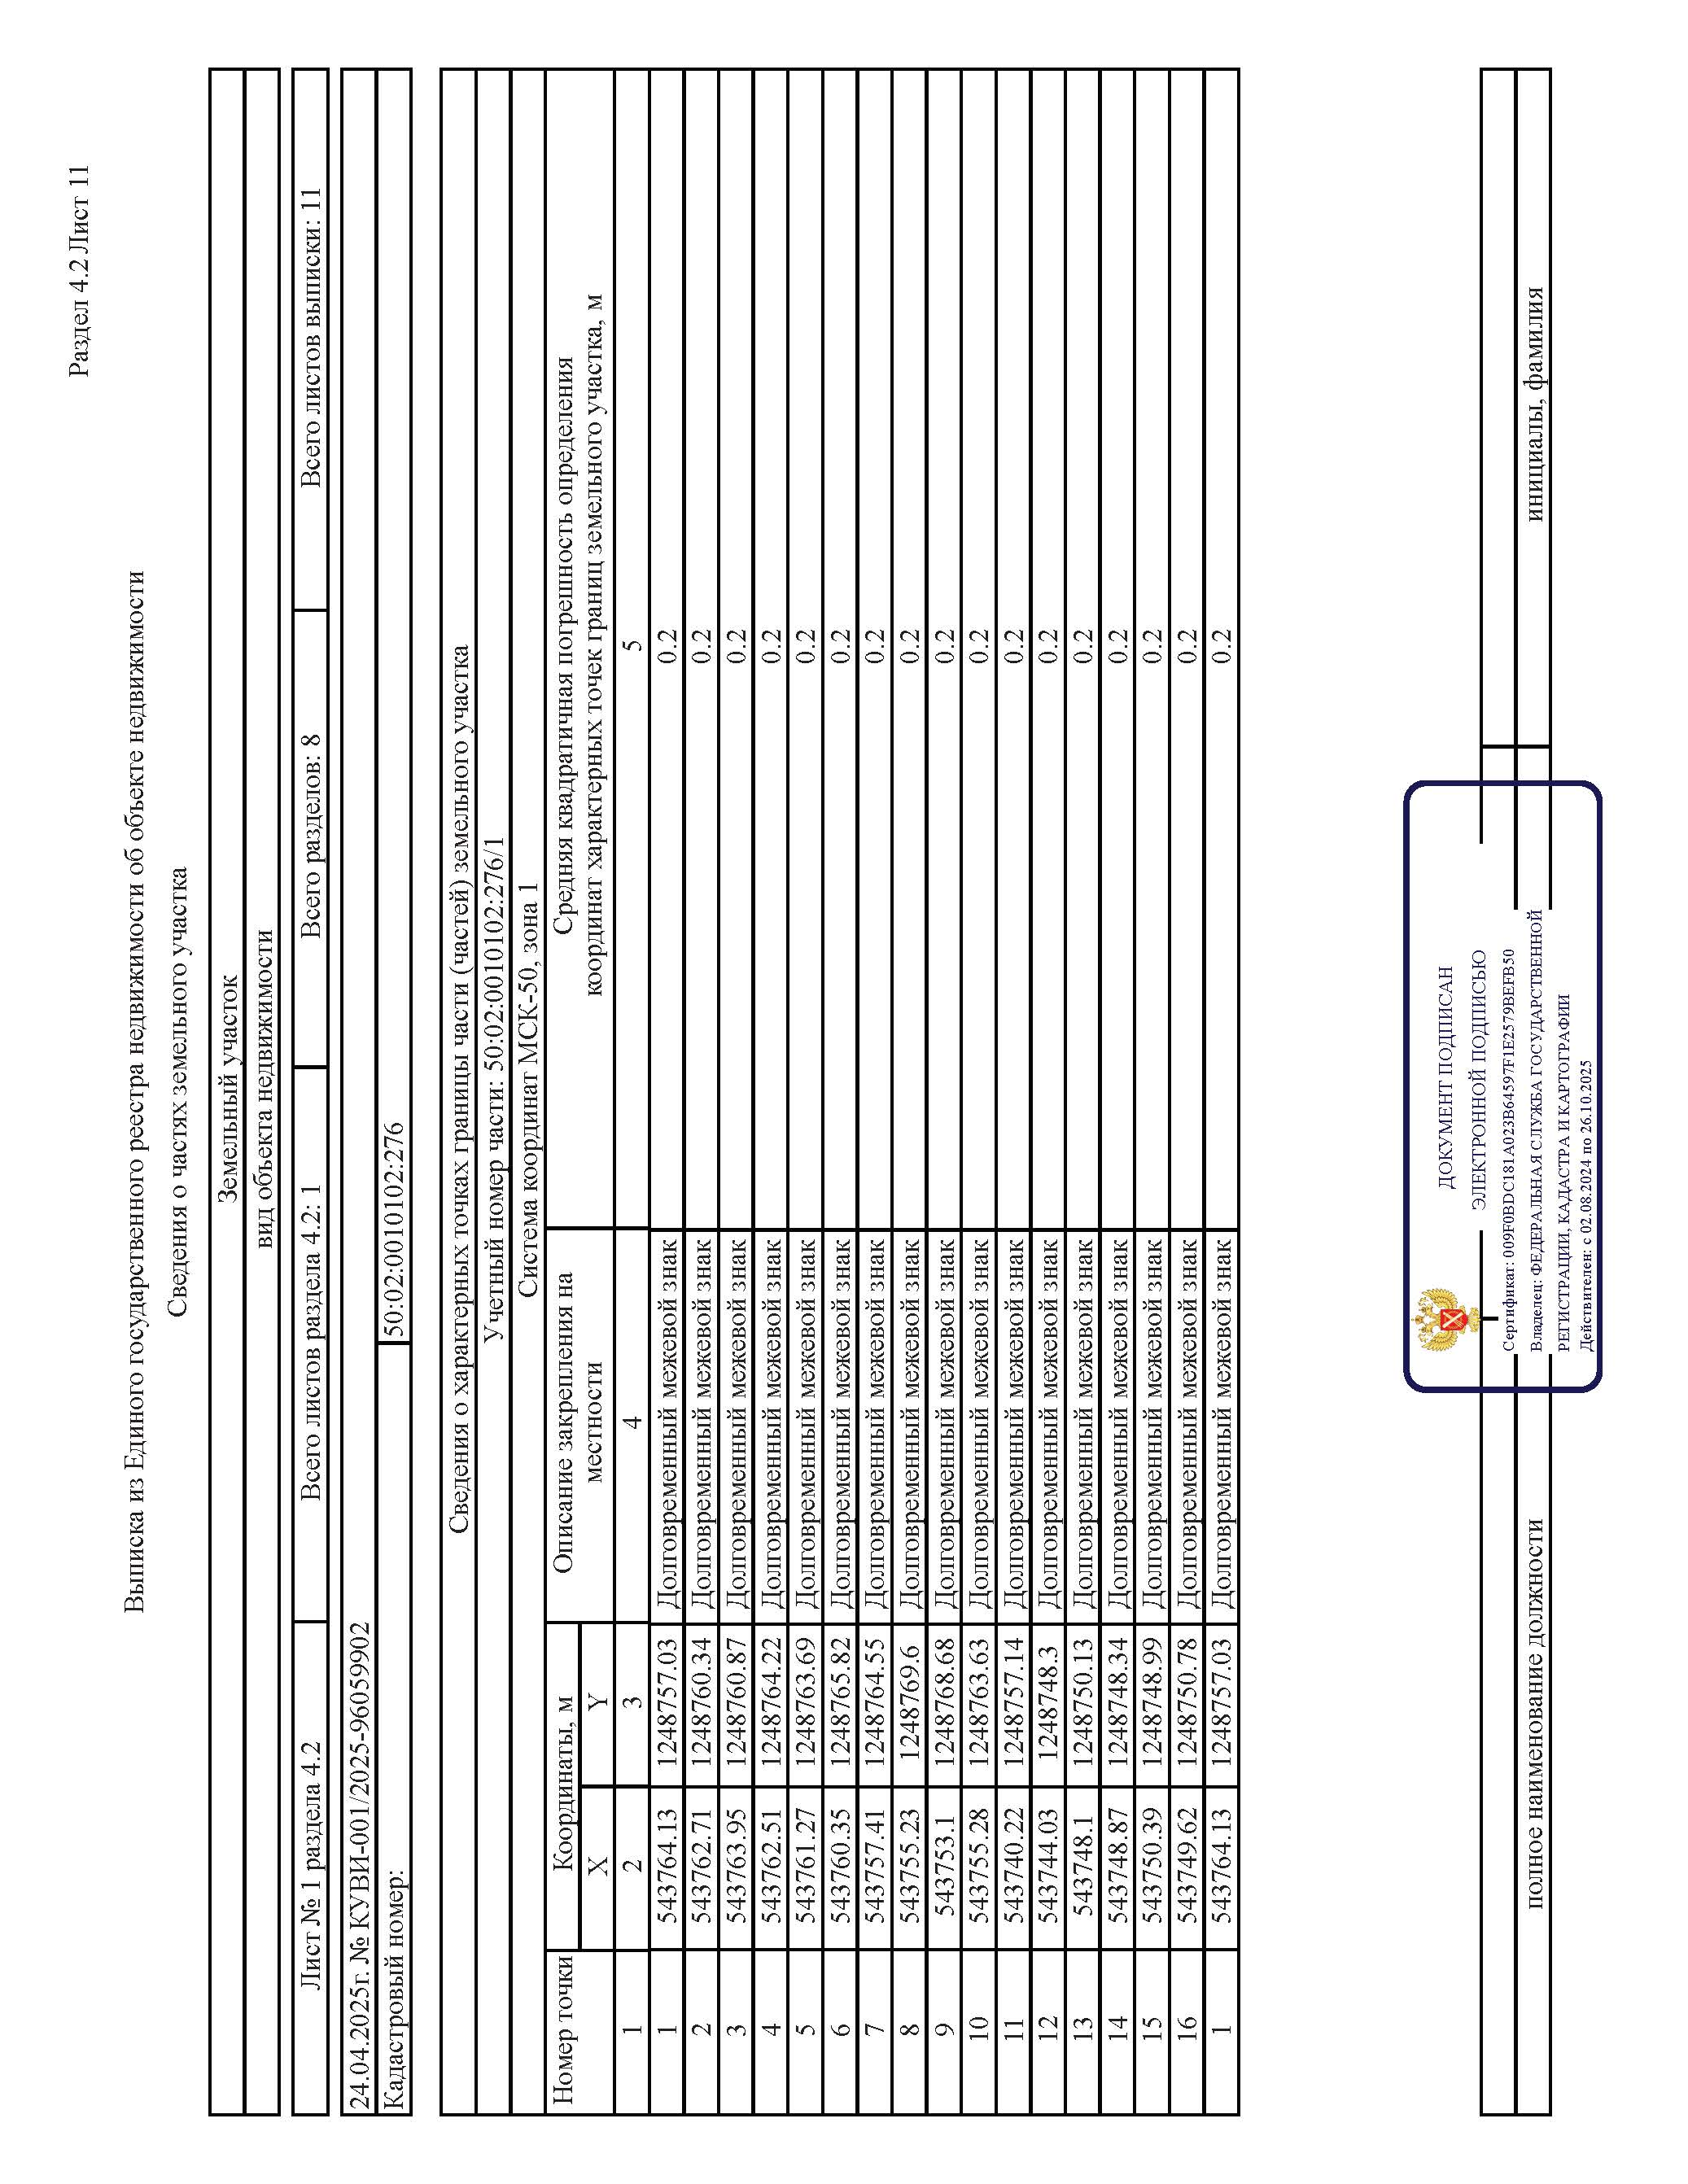 Раздел 4.2 Лист 11
Выписка из Единого государственного реестра недвижимости об объекте недвижимости
Сведения о частях земельного участка
Земельный участок
вид объекта недвижимости
Лист № 1 раздела 4.2 Всего листов раздела 4.2: 1 Всего разделов: 8 Всего листов выписки: 11
24.04.2025г. № КУВИ-001/2025-96059902
Кадастровый номер: 50:02:0010102:276
Сведения о характерных точках границы части (частей) земельного участка
Учетный номер части: 50:02:0010102:276/1
Система координат МСК-50, зона 1
Номер точки Координаты, м Описание закрепления на местности Средняя квадратичная погрешность определения
координат характерных точек границ земельного участка, м
X Y
1 2 3 4 5
1 543764.13 1248757.03 Долговременный межевой знак 0.2
2 543762.71 1248760.34 Долговременный межевой знак 0.2
3 543763.95 1248760.87 Долговременный межевой знак 0.2
4 543762.51 1248764.22 Долговременный межевой знак 0.2
5 543761.27 1248763.69 Долговременный межевой знак 0.2
6 543760.35 1248765.82 Долговременный межевой знак 0.2
7 543757.41 1248764.55 Долговременный межевой знак 0.2
8 543755.23 1248769.6 Долговременный межевой знак 0.2
9 543753.1 1248768.68 Долговременный межевой знак 0.2
10 543755.28 1248763.63 Долговременный межевой знак 0.2
11 543740.22 1248757.14 Долговременный межевой знак 0.2
12 543744.03 1248748.3 Долговременный межевой знак 0.2
13 543748.1 1248750.13 Долговременный межевой знак 0.2
14 543748.87 1248748.34 Долговременный межевой знак 0.2
15 543750.39 1248748.99 Долговременный межевой знак 0.2
16 543749.62 1248750.78 Долговременный межевой знак 0.2
1 543764.13 1248757.03 Долговременный межевой знак 0.2
ДОКУМЕНТ ПОДПИСАН
ЭЛЕКТРОННОЙ ПОДПИСЬЮ
Сертификат: 009F0BDC181A023B64597F1E2579BEFB50
Владелец: ФЕДЕРАЛЬНАЯ СЛУЖБА ГОСУДАРСТВЕННОЙ
РЕГИСТРАЦИИ, КАДАСТРА И КАРТОГРАФИИ
Действителен: с 02.08.2024 по 26.10.2025
полное наименование должности инициалы, фамилия